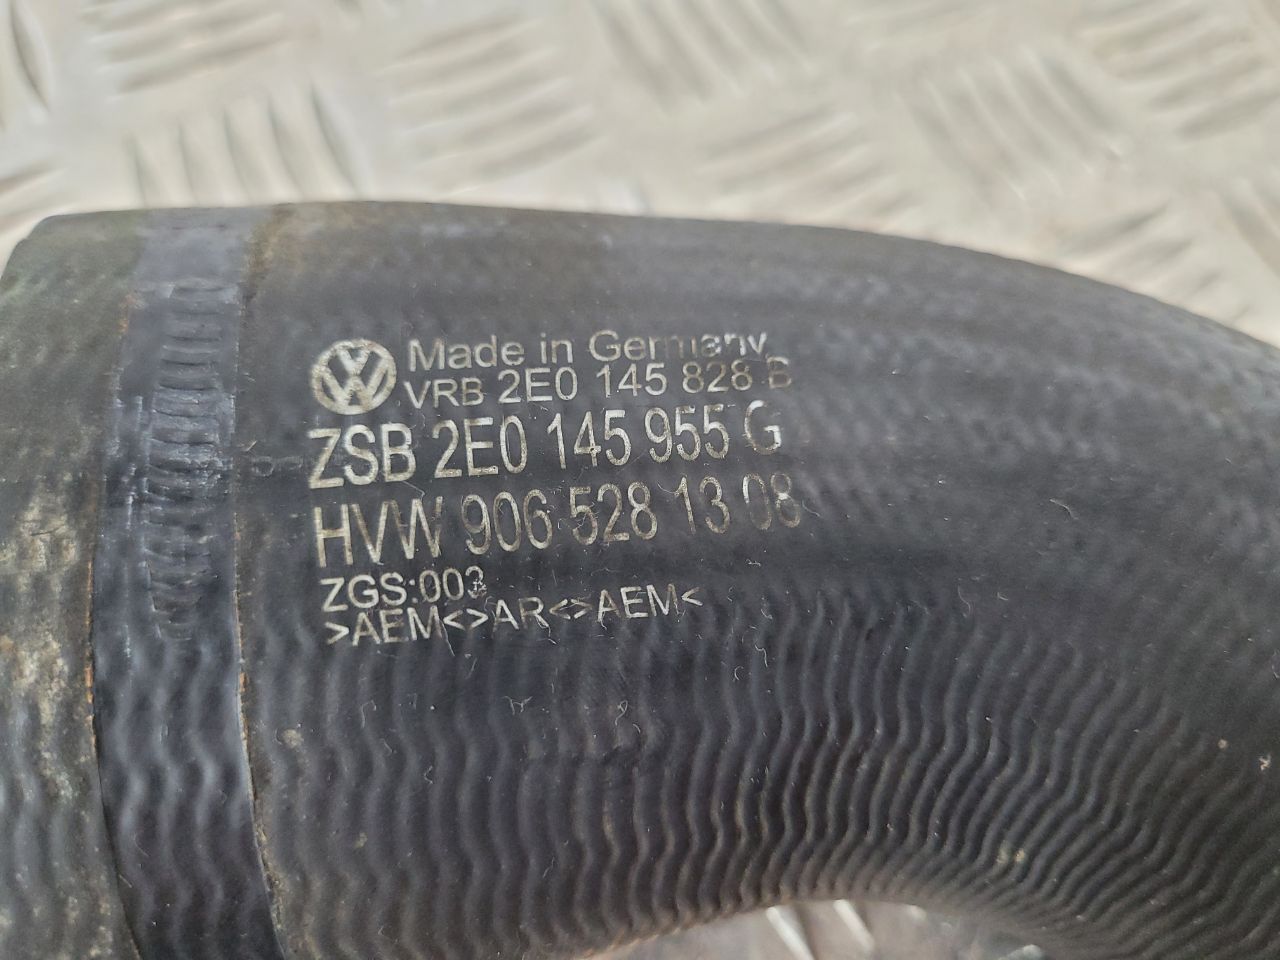 Made in Germany
VRB 2E0 145 828 B
ZSB 2E0 145 955 G
HVW 906 528 13 08
ZGS:003
>AEM<>AR<>AEM<